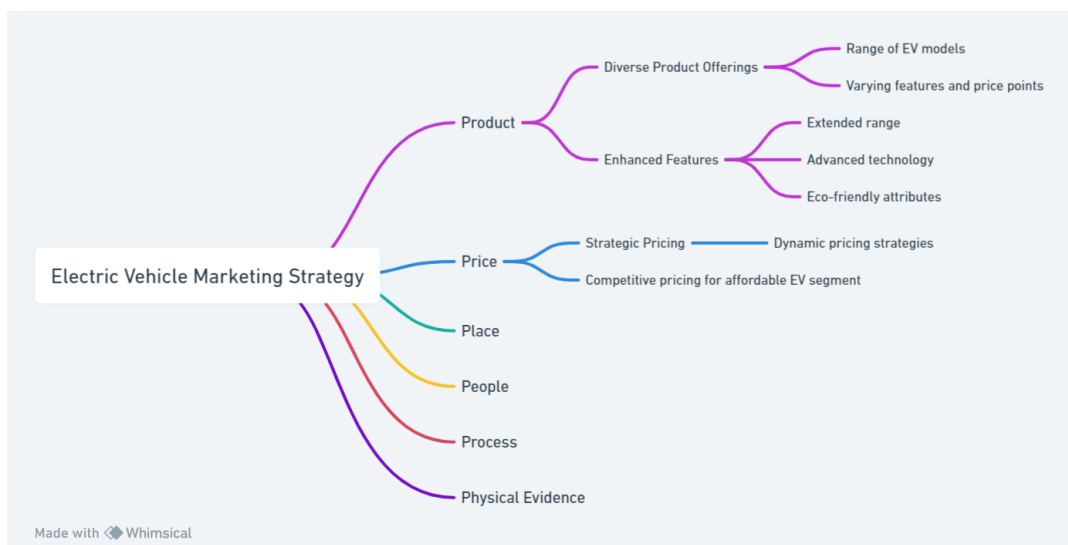 Electric Vehicle Marketing Strategy
Product
Diverse Product Offerings
Range of EV models
Varying features and price points
Enhanced Features
Extended range
Advanced technology
Eco-friendly attributes
Price
Strategic Pricing
Dynamic pricing strategies
Competitive pricing for affordable EV segment
Place
People
Process
Physical Evidence
Made with Whimsical